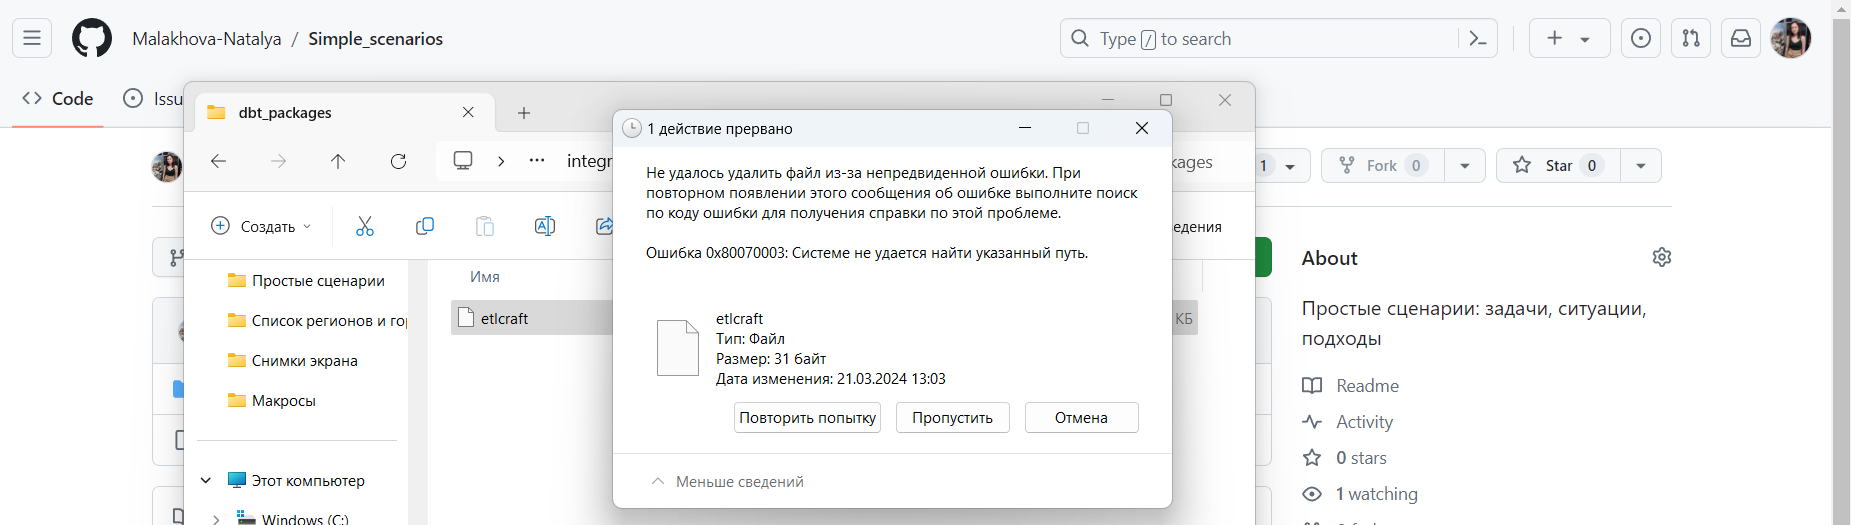 Malakhova-Natalya / Simple_scenarios
Type / to search
Code
Issu
dbt_packages
integr
kages
Создать
едения
Простые сценарии
Список регионов и гор
Снимки экрана
Макросы
Этот компьютер
Windows (C:)
Имя
etlcraft
КБ
1 действие прервано
Не удалось удалить файл из-за непредвиденной ошибки. При
повторном появлении этого сообщения об ошибке выполните поиск
по коду ошибки для получения справки по этой проблеме.
Ошибка 0x80070003: Системе не удается найти указанный путь.
etlcraft
Тип: Файл
Размер: 31 байт
Дата изменения: 21.03.2024 13:03
Повторить попытку
Пропустить
Отмена
Меньше сведений
1
Fork 0
Star 0
About
Простые сценарии: задачи, ситуации,
подходы
Readme
Activity
0 stars
1 watching